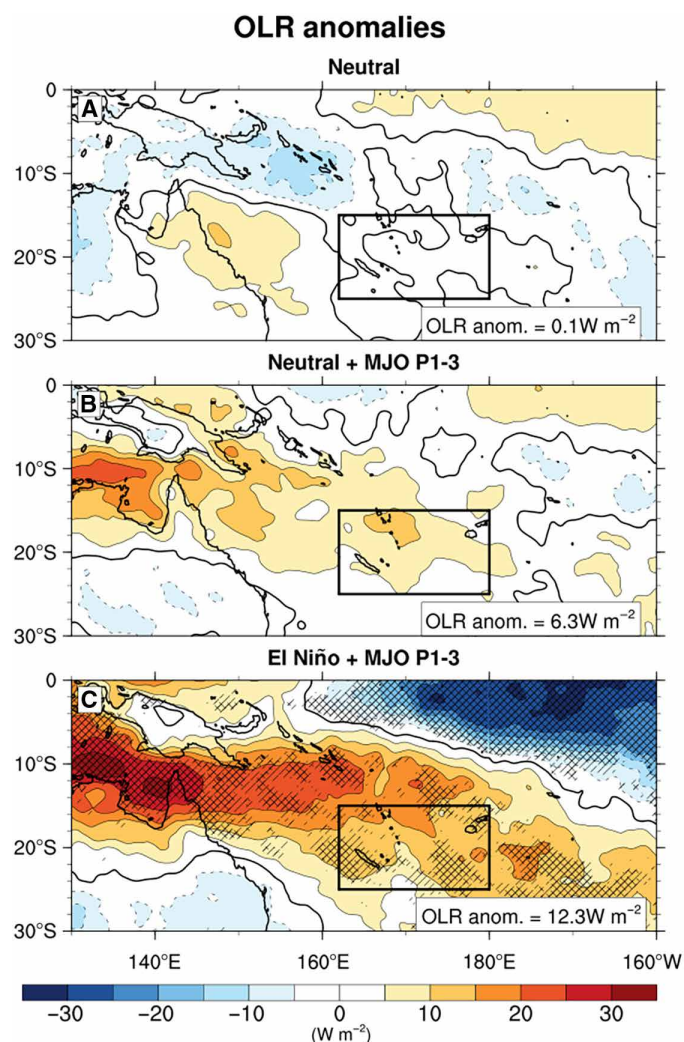 OLR anomalies
Neutral
A
0
10°S
20°S
30°S
OLR anom. = 0.1W m⁻²
Neutral + MJO P1-3
B
0
10°S
20°S
30°S
OLR anom. = 6.3W m⁻²
El Niño + MJO P1-3
C
0
10°S
20°S
30°S
OLR anom. = 12.3W m⁻²
140°E 160°E 180°E 160°W
−30 −20 −10 0 10 20 30
(W m⁻²)